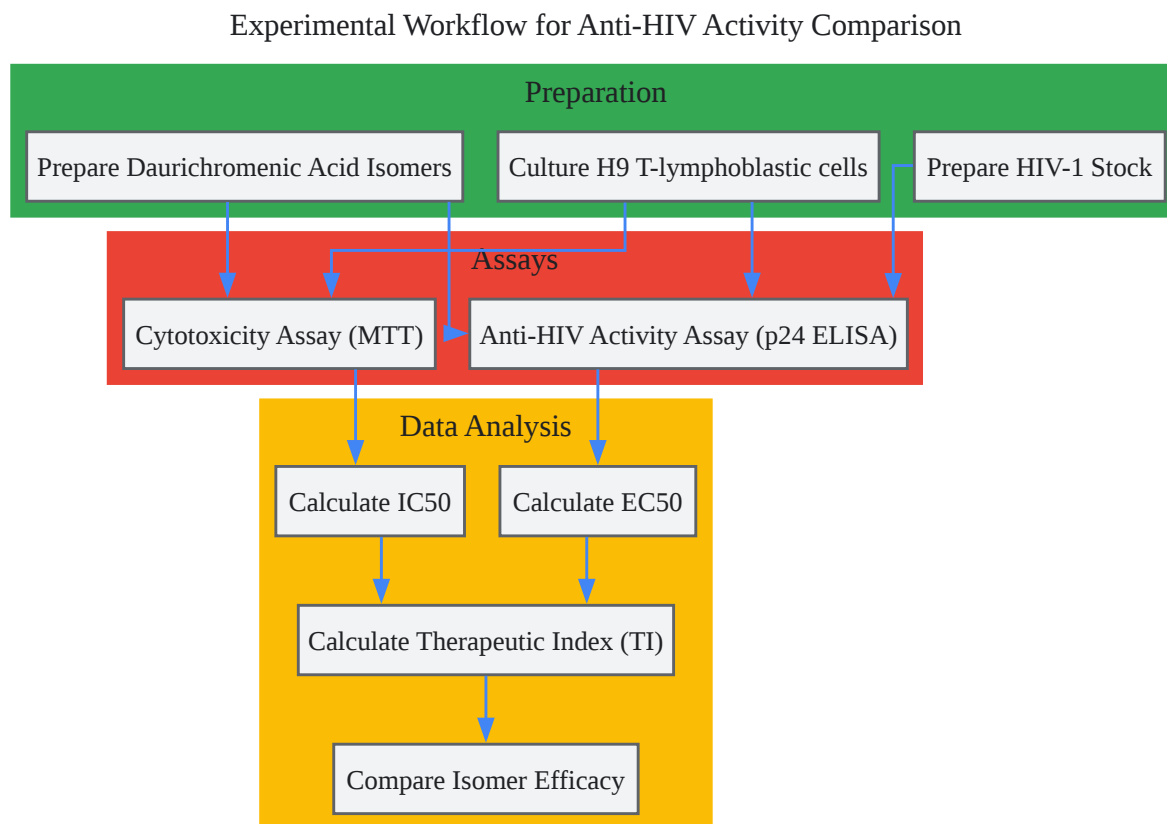 Experimental Workflow for Anti-HIV Activity Comparison
Preparation
Prepare Daurichromenic Acid Isomers
Culture H9 T-lymphoblastic cells
Prepare HIV-1 Stock
Assays
Cytotoxicity Assay (MTT)
Anti-HIV Activity Assay (p24 ELISA)
Data Analysis
Calculate IC50
Calculate EC50
Calculate Therapeutic Index (TI)
Compare Isomer Efficacy